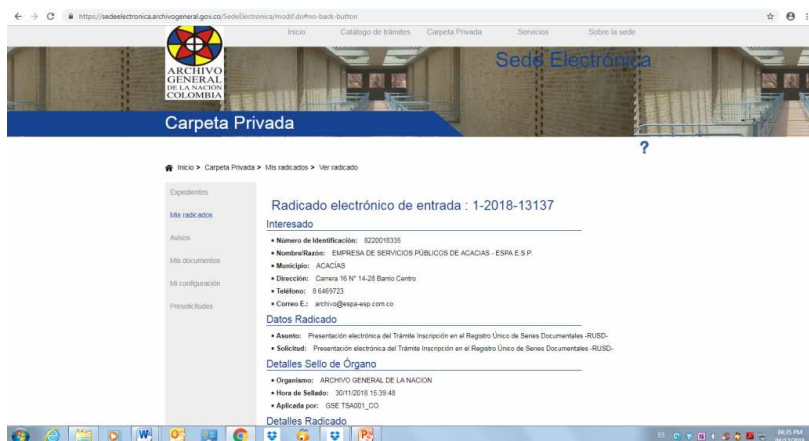 https://sedeelectronica.archivogeneral.gov.co/SedeElectronica/modif.do#no-back-button
Inicio Catálogo de trámites Carpeta Privada Servicios Sobre la sede
ARCHIVO
GENERAL
DE LA NACIÓN
COLOMBIA
Sede Electrónica
Carpeta Privada
?
Inicio > Carpeta Privada > Mis radicados > Ver radicado
Expedientes
Mis radicados
Avisos
Mis documentos
Mi configuración
Presolicitudes
Radicado electrónico de entrada : 1-2018-13137
Interesado
• Número de Identificación: 8220018335
• Nombre/Razón: EMPRESA DE SERVICIOS PÚBLICOS DE ACACIAS - ESPA E.S.P.
• Municipio: ACACÍAS
• Dirección: Carrera 16 N° 14-28 Barrio Centro
• Teléfono: 8 6469723
• Correo E.: archivo@espa-esp.com.co
Datos Radicado
• Asunto: Presentación electrónica del Trámite Inscripción en el Registro Único de Series Documentales -RUSD-
• Solicitud: Presentación electrónica del Trámite Inscripción en el Registro Único de Series Documentales -RUSD-
Detalles Sello de Órgano
• Organismo: ARCHIVO GENERAL DE LA NACION
• Hora de Sellado: 30/11/2018 15:39:48
• Aplicada por: GSE TSA001_CO
Detalles Radicado
ES
04:25 PM